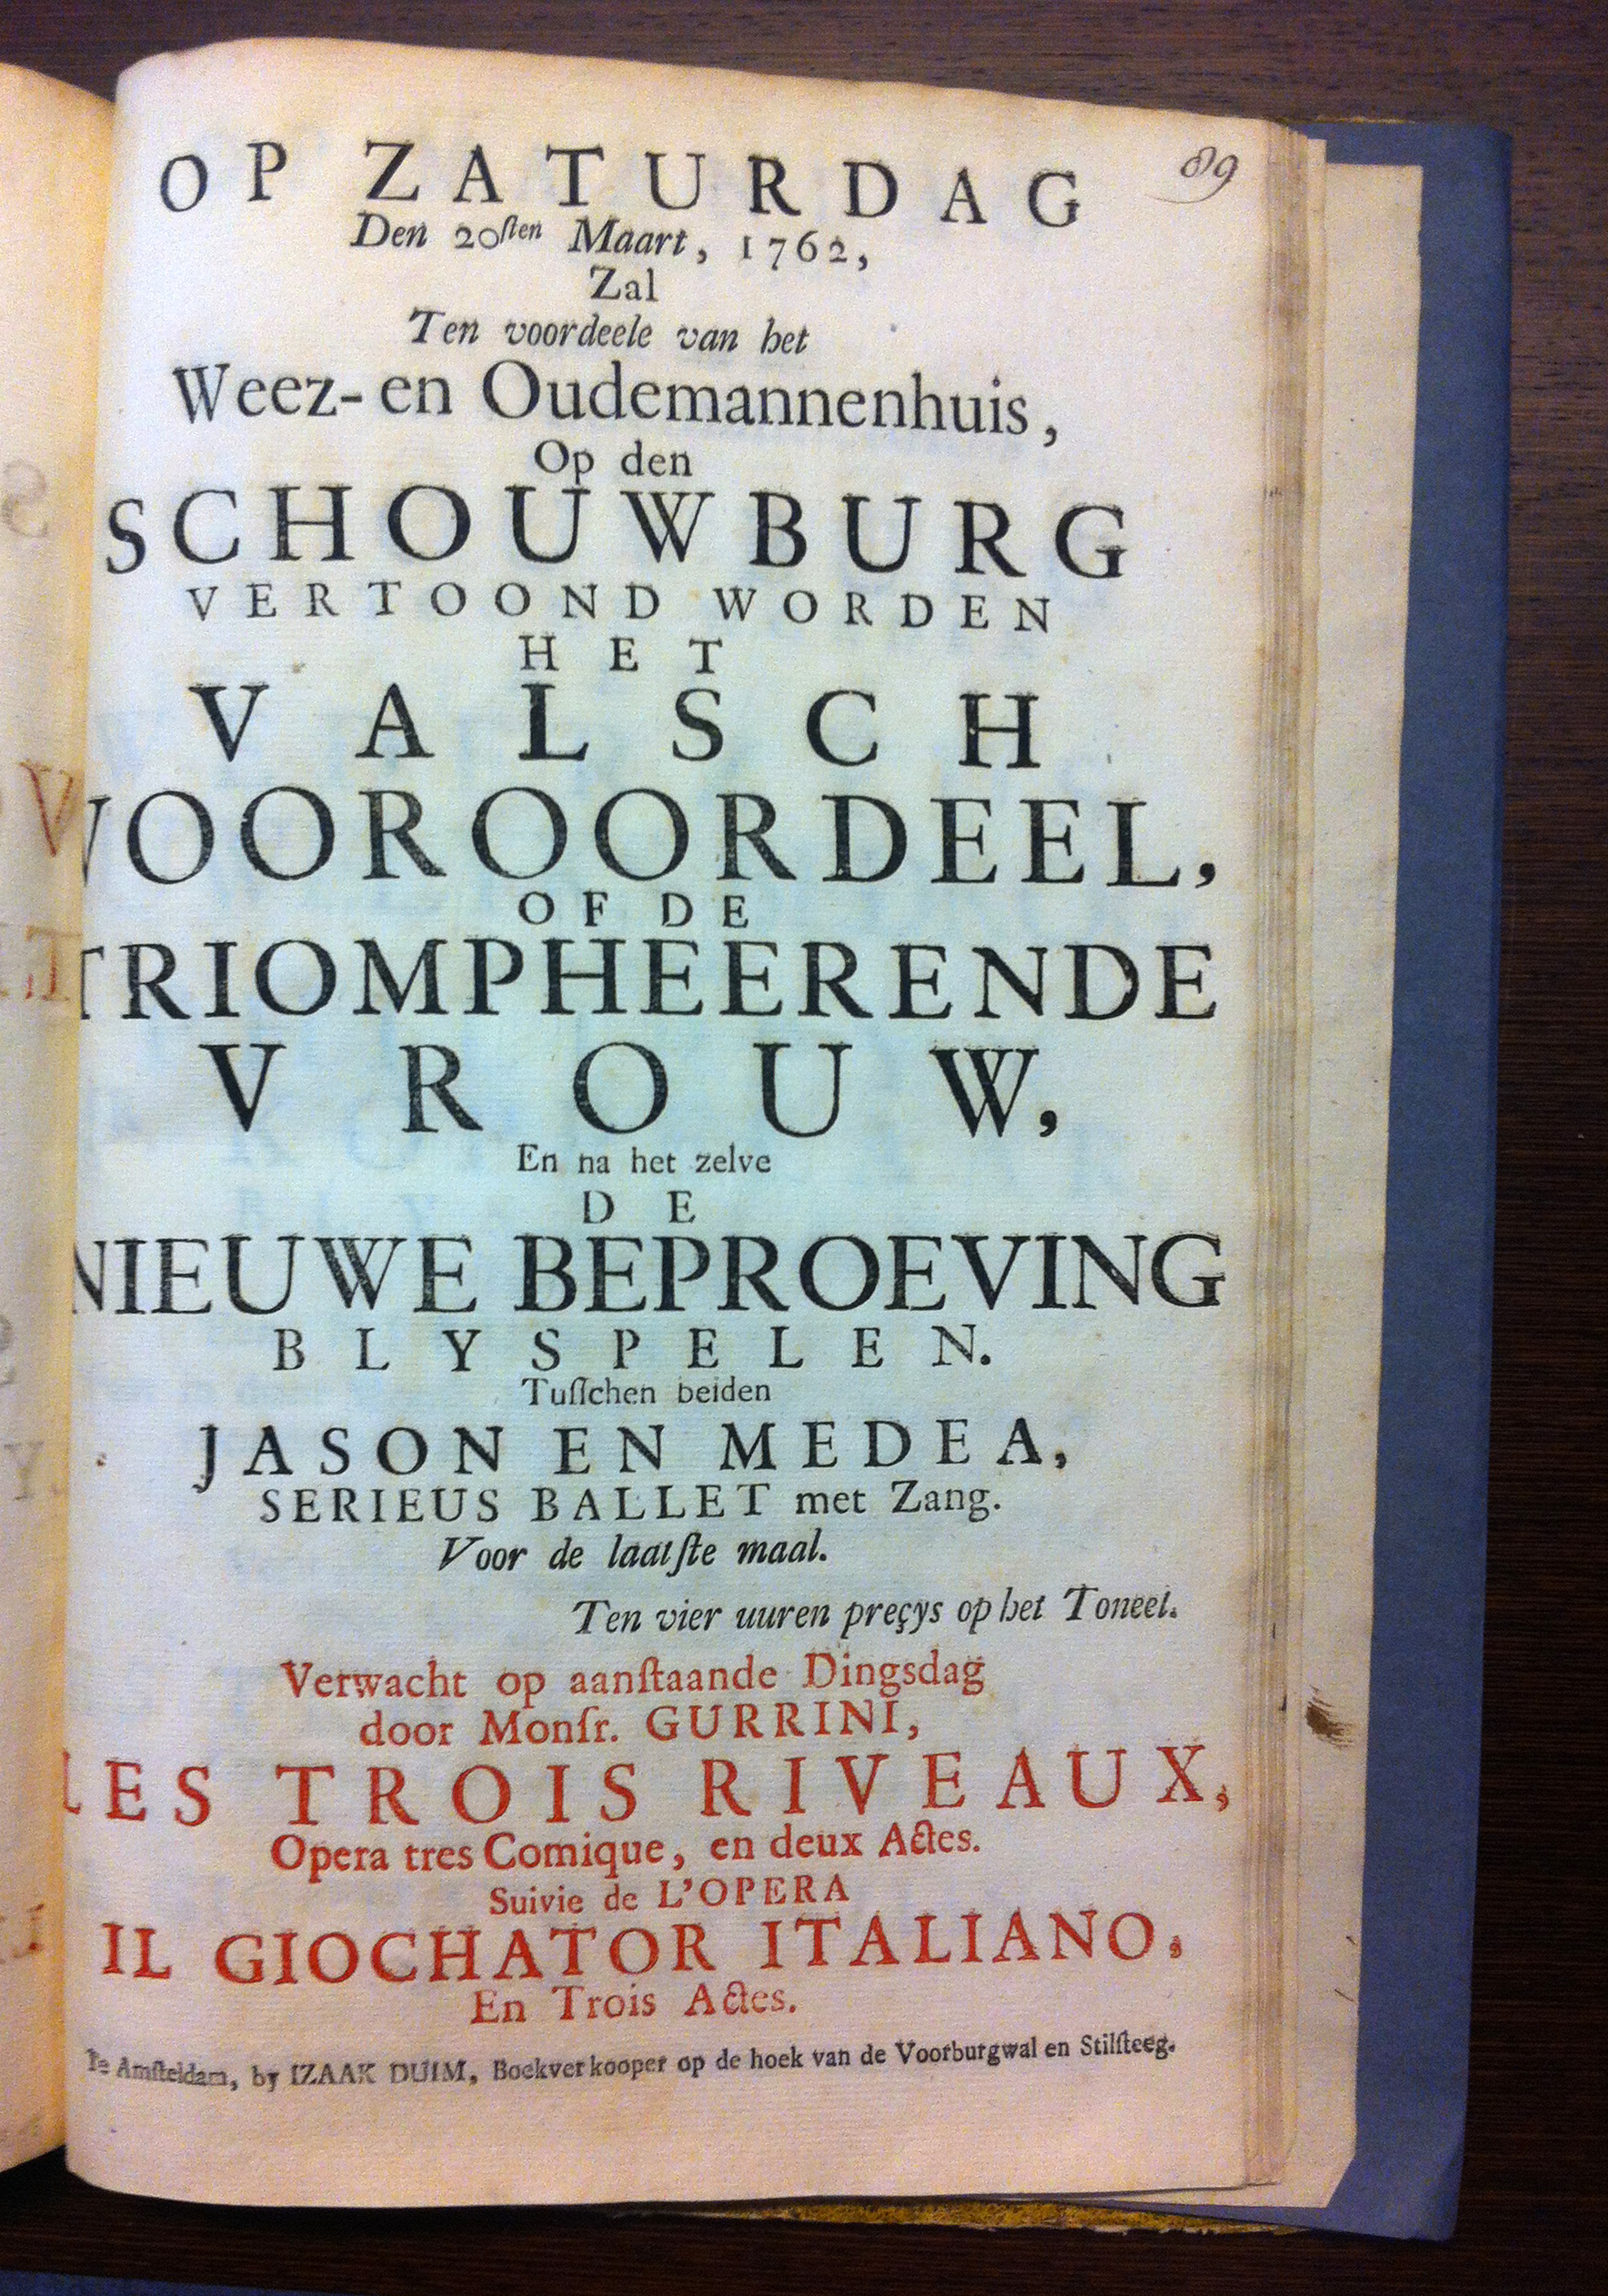 89
OP ZATURDAG
Den 20ſten Maart, 1762,
Zal
Ten voordeele van het
Weez- en Oudemannenhuis,
Op den
SCHOUWBURG
VERTOOND WORDEN
HET
VALSCH
VOOROORDEEL,
OF DE
TRIOMPHEERENDE
VROUW,
En na het zelve
DE
NIEUWE BEPROEVING
BLYSPELEN.
Tuſſchen beiden
JASON EN MEDEA,
SERIEUS BALLET met Zang.
Voor de laatſte maal.
Ten vier uuren preçys op het Toneel.
Verwacht op aanſtaande Dingsdag
door Monſr. GURRINI,
LES TROIS RIVEAUX,
Opera tres Comique, en deux Actes.
Suivie de L'OPERA
IL GIOCHATOR ITALIANO,
En Trois Actes.
Te Amſteldam, by IZAAK DUIM, Boekverkooper op de hoek van de Voorburgwal en Stilſteeg.